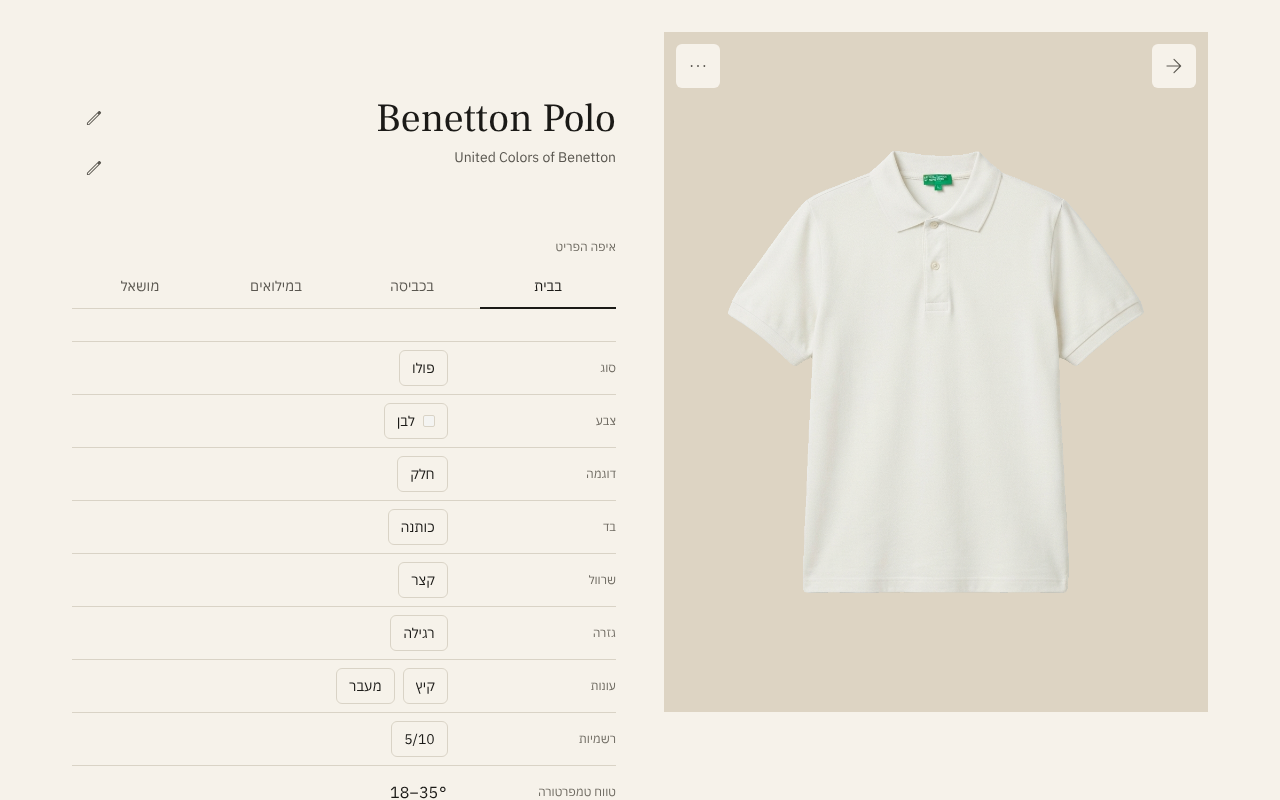 Benetton Polo
United Colors of Benetton
איפה הפריט
בבית
בכביסה
במילואים
מושאל
סוג
פולו
צבע
לבן
דוגמה
חלק
בד
כותנה
שרוול
קצר
גזרה
רגילה
עונות
קיץ
מעבר
רשמיות
5/10
טווח טמפרטורה
18–35°